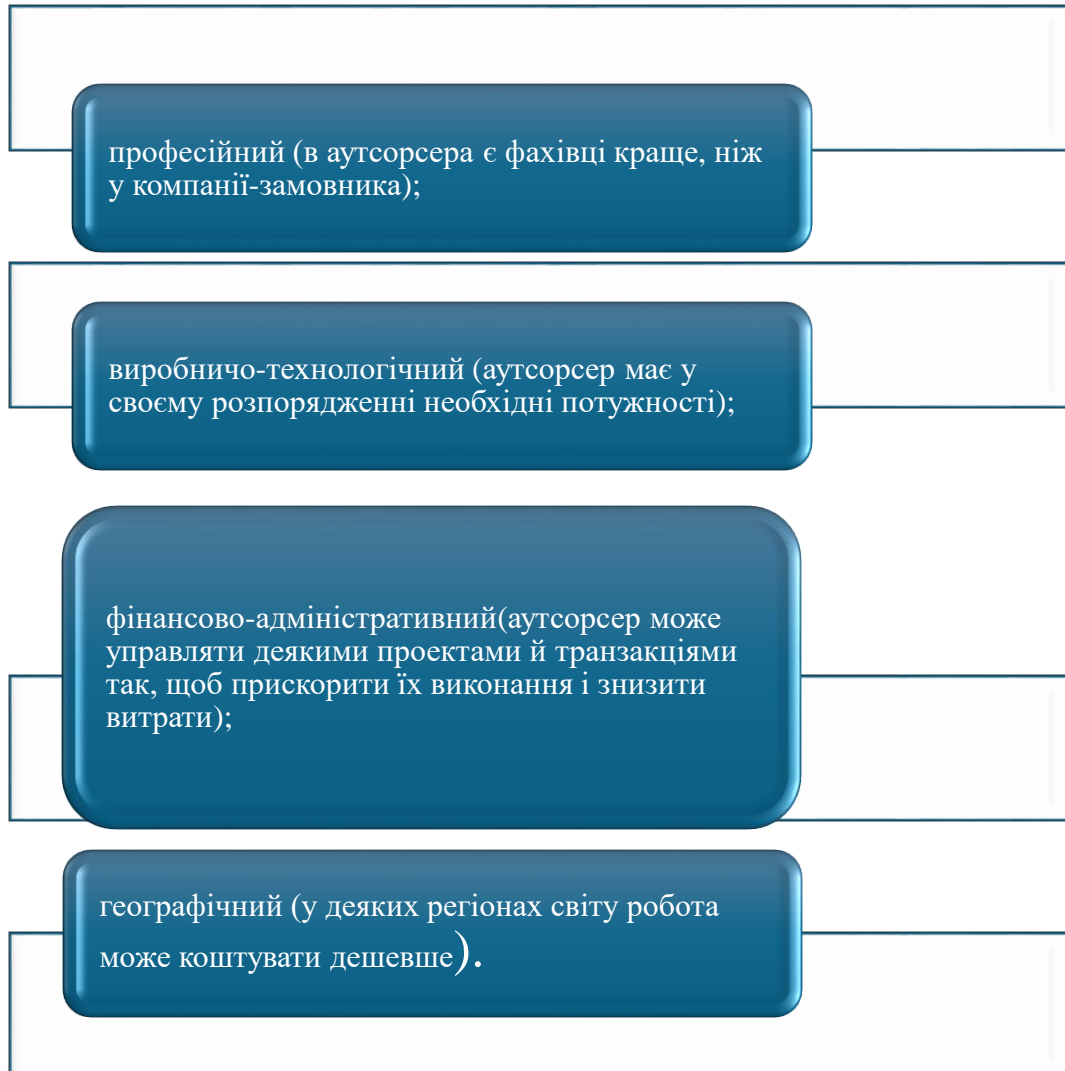 професійний (в аутсорсера є фахівці краще, ніж
у компанії-замовника);
виробничо-технологічний (аутсорсер має у
своєму розпорядженні необхідні потужності);
фінансово-адміністративний(аутсорсер може
управляти деякими проектами й транзакціями
так, щоб прискорити їх виконання і знизити
витрати);
географічний (у деяких регіонах світу робота
може коштувати дешевше).